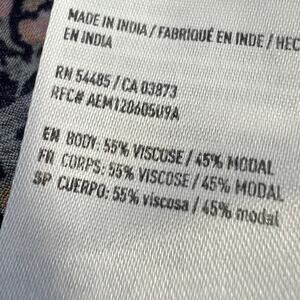 MADE IN INDIA / FABRIQUÉ EN INDE / HEC
EN INDIA
RN 54485 / CA 03873
RFC# AEM120605U9A
EN BODY: 55% VISCOSE / 45% MODAL
FR CORPS: 55% VISCOSE / 45% MODAL
SP CUERPO: 55% viscosa / 45% modal